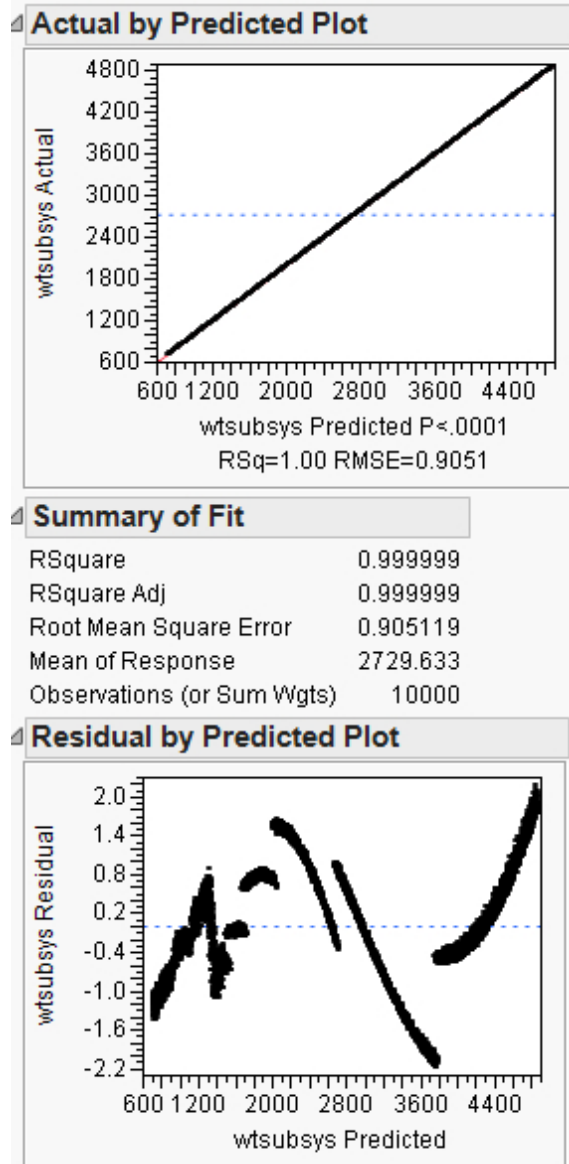 Actual by Predicted Plot
wtsubsys Actual
4800
4200
3600
3000
2400
1800
1200
600
600 1200 2000 2800 3600 4400
wtsubsys Predicted P<.0001
RSq=1.00 RMSE=0.9051
Summary of Fit
RSquare 0.999999
RSquare Adj 0.999999
Root Mean Square Error 0.905119
Mean of Response 2729.633
Observations (or Sum Wgts) 10000
Residual by Predicted Plot
wtsubsys Residual
2.0
1.4
0.8
0.2
-0.4
-1.0
-1.6
-2.2
600 1200 2000 2800 3600 4400
wtsubsys Predicted